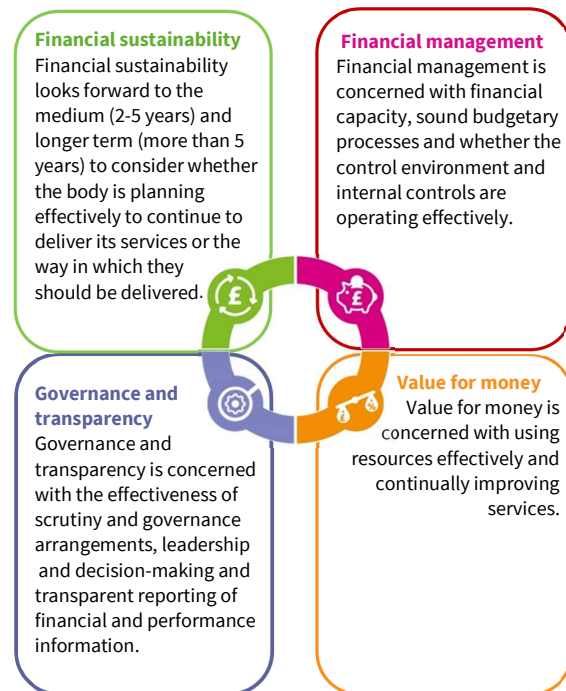 Financial sustainability
Financial sustainability
looks forward to the
medium (2-5 years) and
longer term (more than 5
years) to consider whether
the body is planning
effectively to continue to
deliver its services or the
way in which they
should be delivered.
£
Financial management
Financial management is
concerned with financial
capacity, sound budgetary
processes and whether the
control environment and
internal controls are
operating effectively.
£
Governance and
transparency
Governance and
transparency is concerned
with the effectiveness of
scrutiny and governance
arrangements, leadership
and decision-making and
transparent reporting of
financial and performance
information.
Value for money
Value for money is
concerned with using
resources effectively and
continually improving
services.
£ %